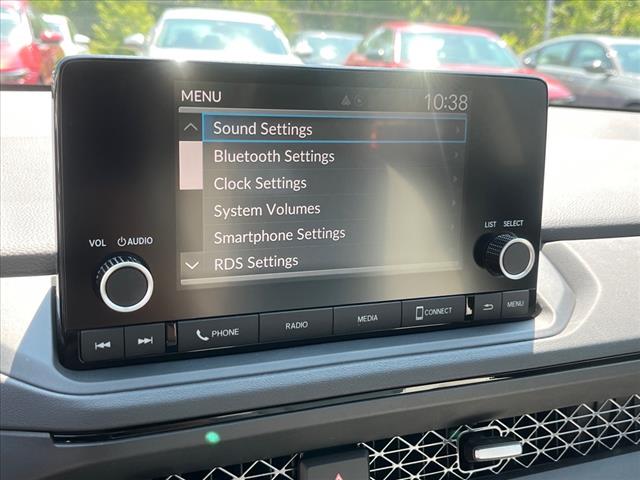 MENU 10:38
Sound Settings
Bluetooth Settings
Clock Settings
System Volumes
Smartphone Settings
RDS Settings
VOL AUDIO
LIST SELECT
PHONE RADIO MEDIA CONNECT MENU